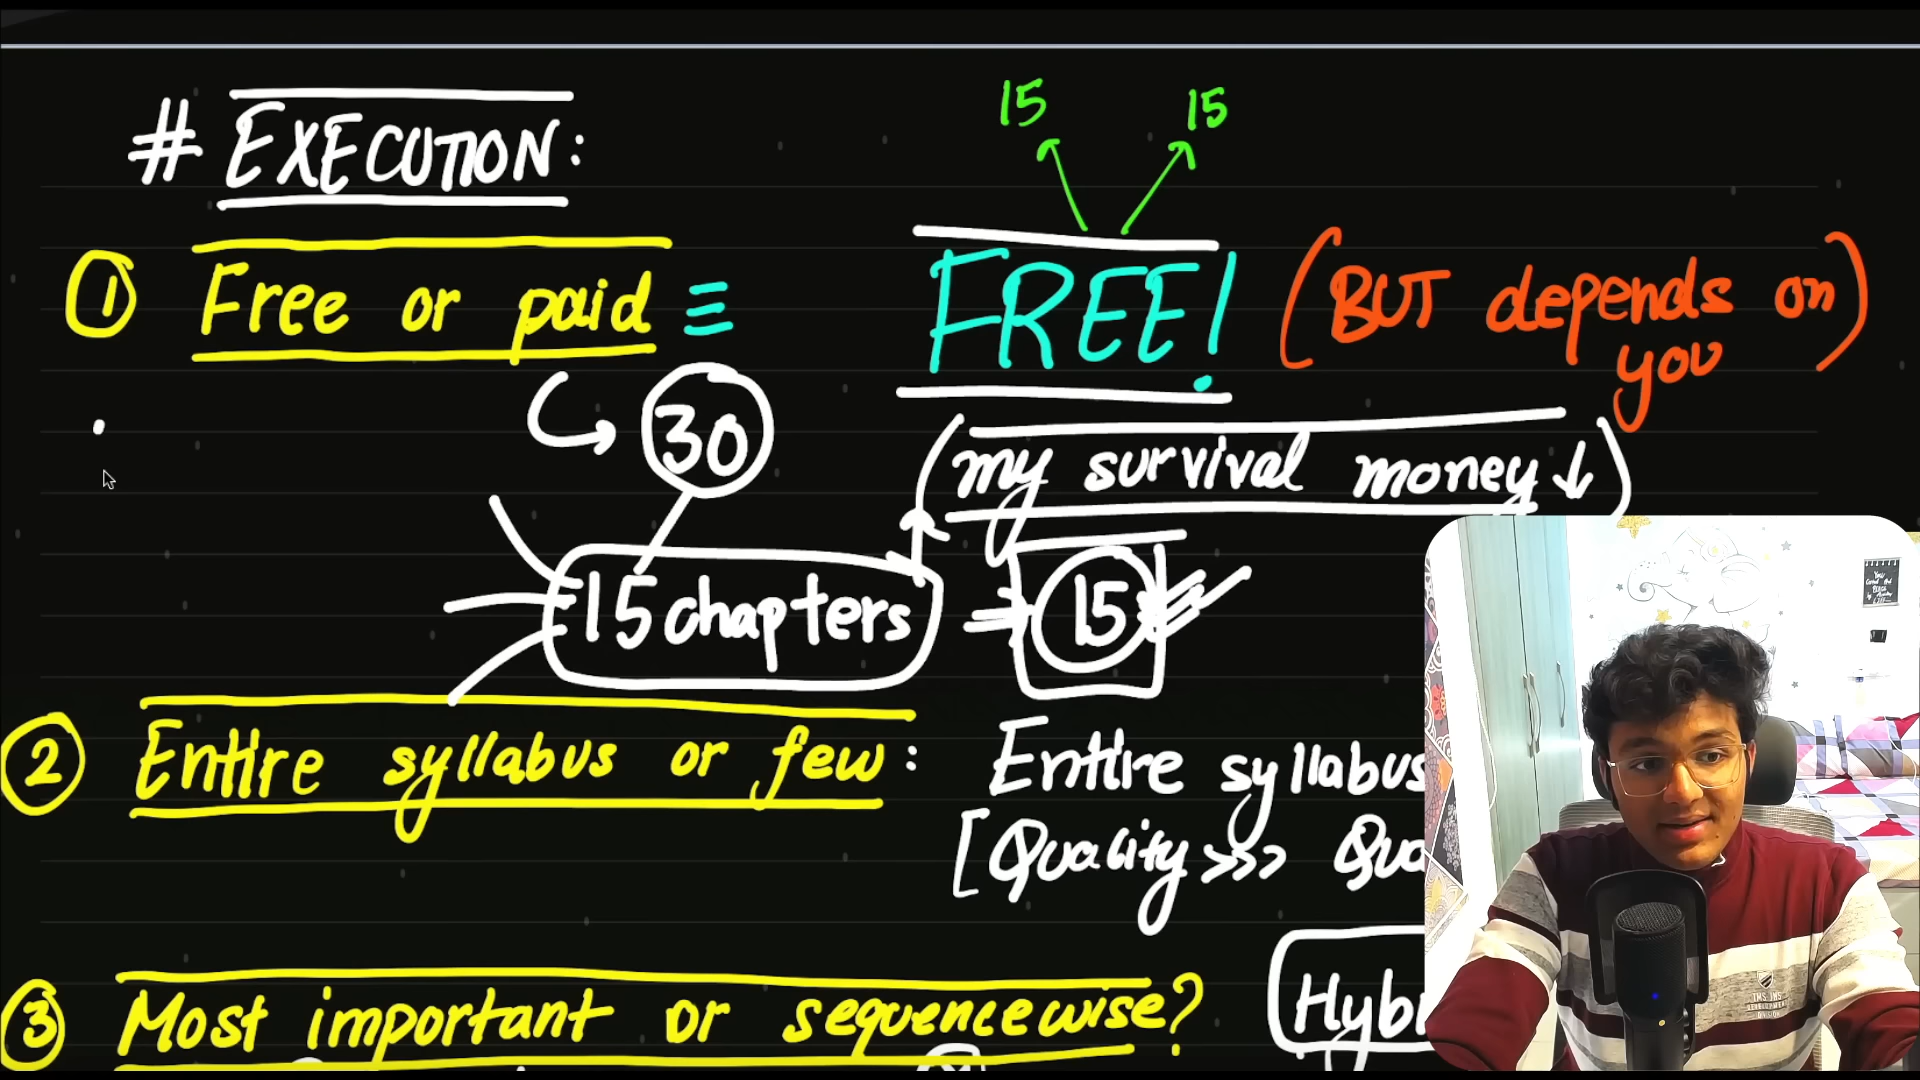 15 15
# EXECUTION:
① Free or paid ≡ FREE! (BUT depends on you)
↳ 30
(my survival money ↓)
15 chapters = 15
② Entire syllabus or few: Entire syllabus
[Quality >>> Qua
③ Most important or sequencewise? Hybr